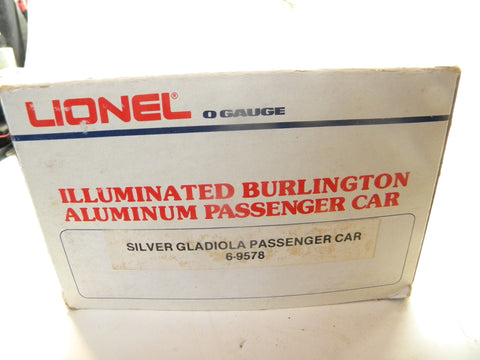 LIONEL® O GAUGE
ILLUMINATED BURLINGTON
ALUMINUM PASSENGER CAR
SILVER GLADIOLA PASSENGER CAR
6-9578